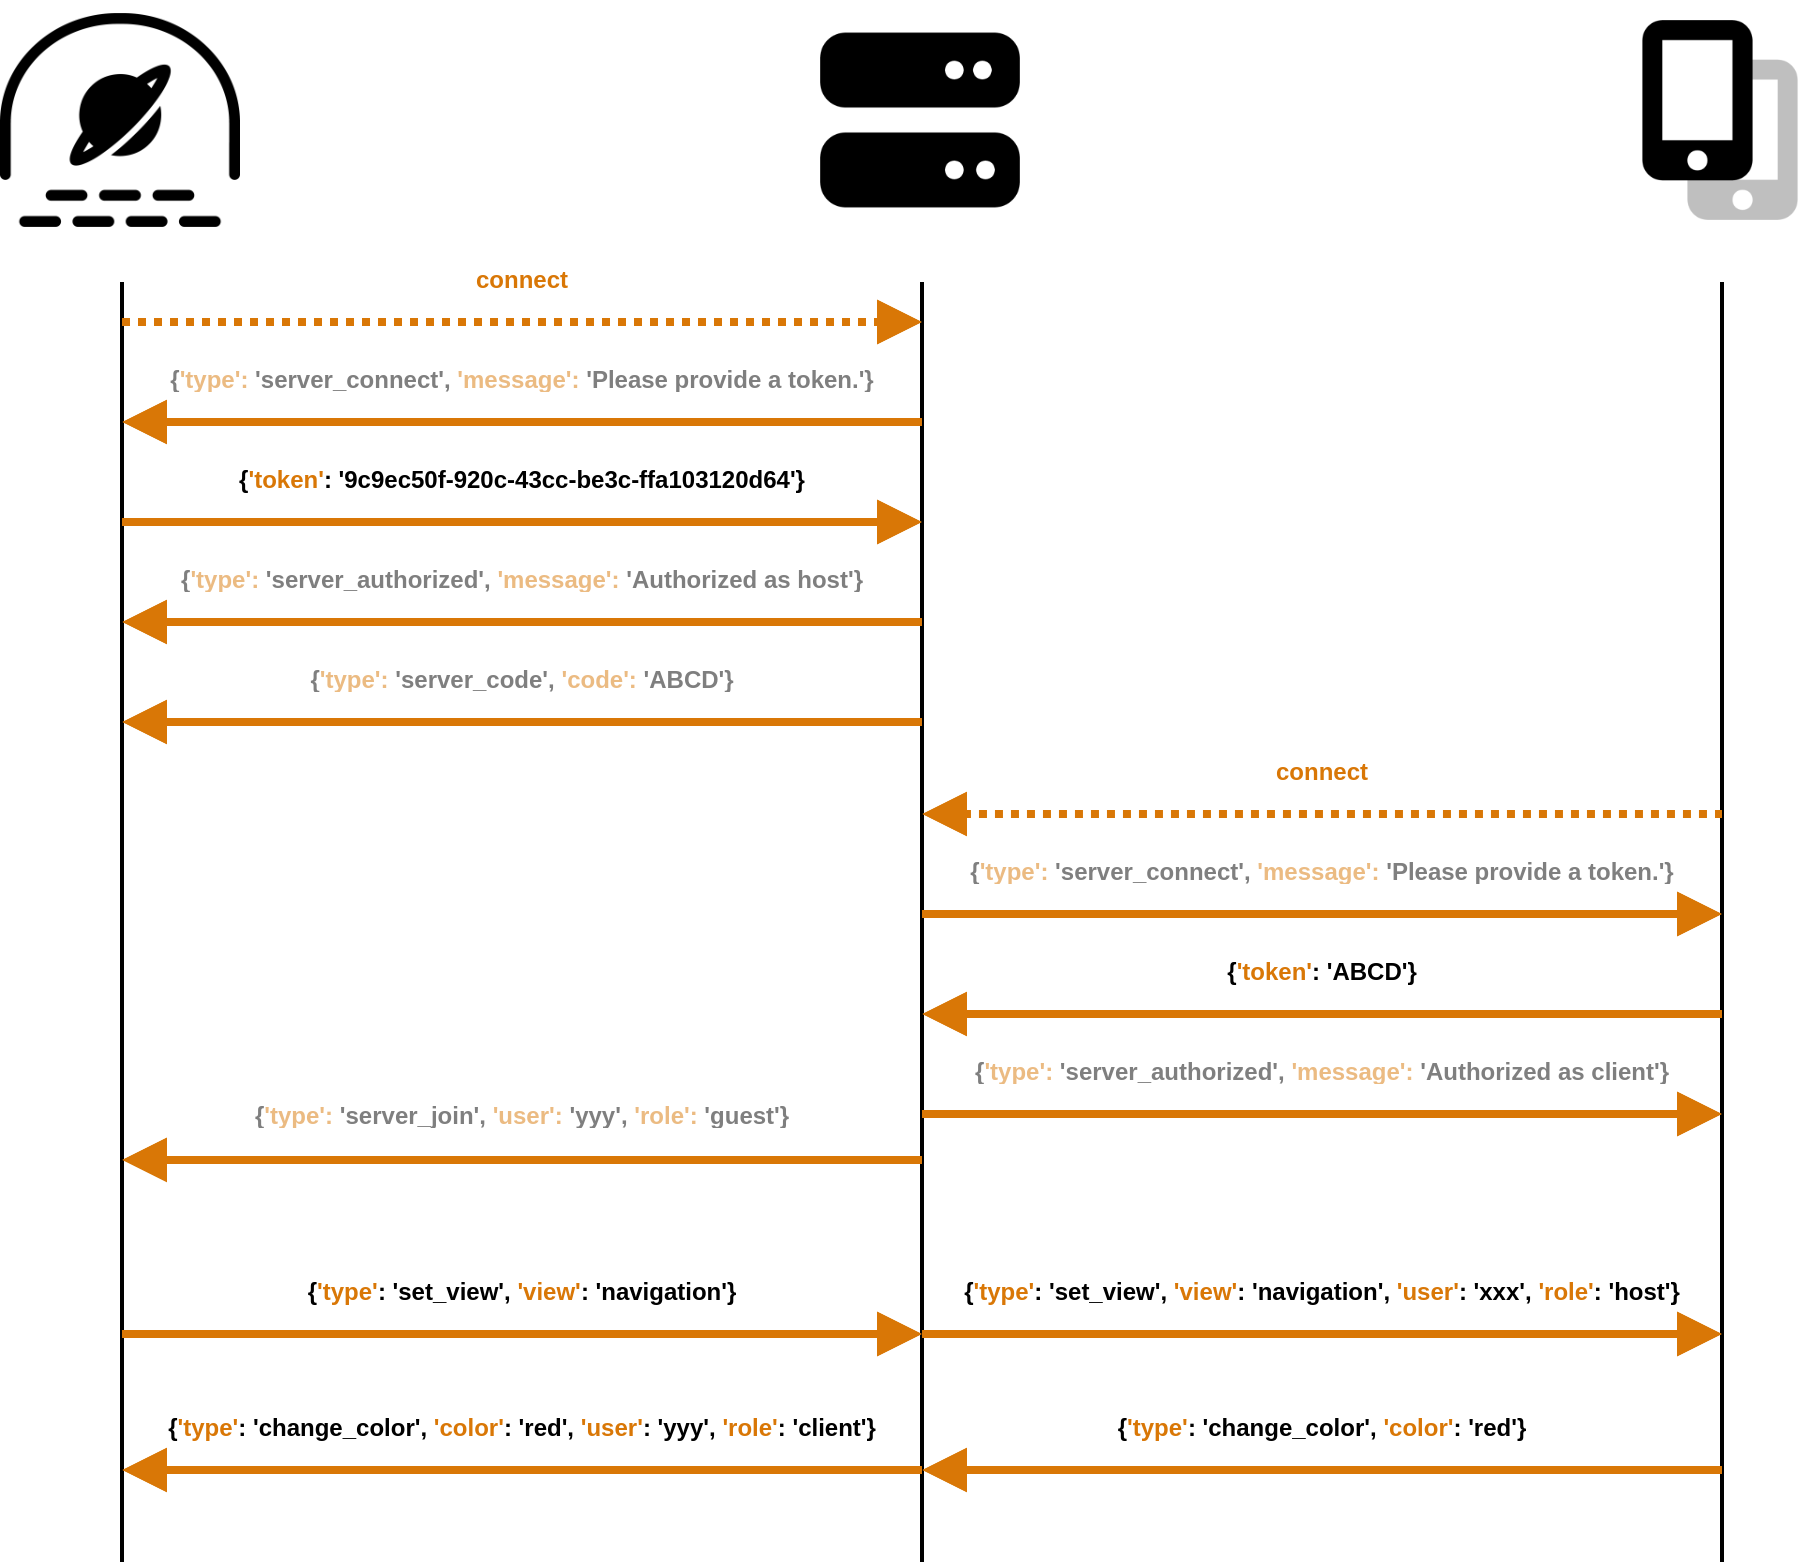 connect
{'type': 'server_connect', 'message': 'Please provide a token.'}
{'token': '9c9ec50f-920c-43cc-be3c-ffa103120d64'}
{'type': 'server_authorized', 'message': 'Authorized as host'}
{'type': 'server_code', 'code': 'ABCD'}
connect
{'type': 'server_connect', 'message': 'Please provide a token.'}
{'token': 'ABCD'}
{'type': 'server_authorized', 'message': 'Authorized as client'}
{'type': 'server_join', 'user': 'yyy', 'role': 'guest'}
{'type': 'set_view', 'view': 'navigation'}
{'type': 'set_view', 'view': 'navigation', 'user': 'xxx', 'role': 'host'}
{'type': 'change_color', 'color': 'red', 'user': 'yyy', 'role': 'client'}
{'type': 'change_color', 'color': 'red'}